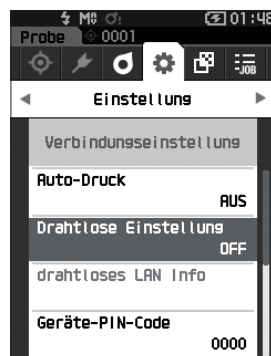 M 01:48
Probe 0001
-JOB
Einstellung
Verbindungseinstellung
Auto-Druck
AUS
Drahtlose Einstellung
OFF
drahtloses LAN Info
Geräte-PIN-Code
0000